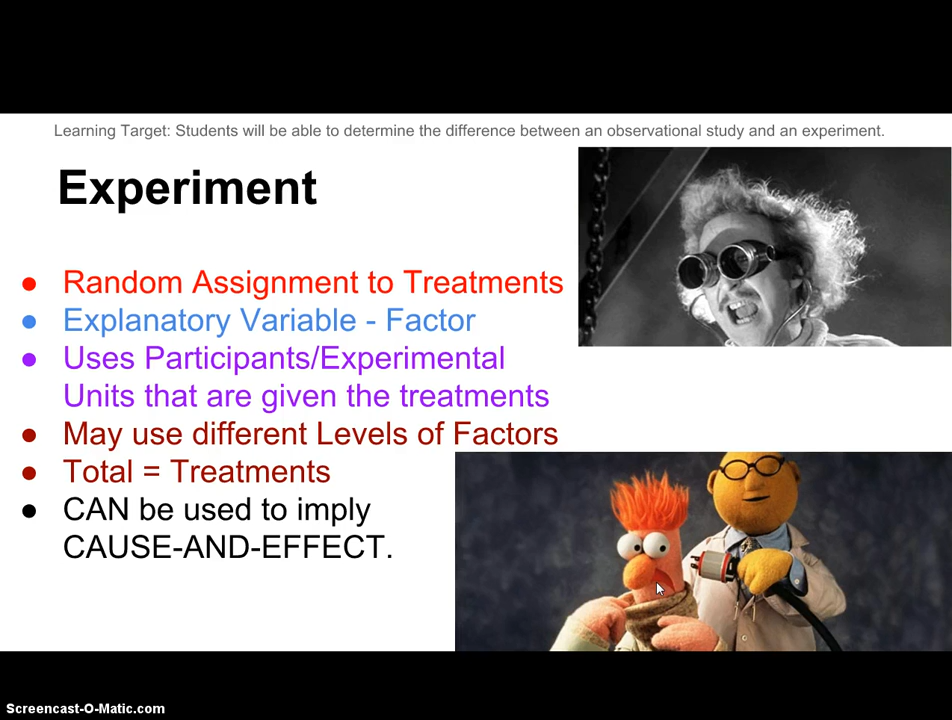 Learning Target: Students will be able to determine the difference between an observational study and an experiment.
Experiment
● Random Assignment to Treatments
● Explanatory Variable - Factor
● Uses Participants/Experimental
Units that are given the treatments
● May use different Levels of Factors
● Total = Treatments
● CAN be used to imply
CAUSE-AND-EFFECT.
Screencast-O-Matic.com